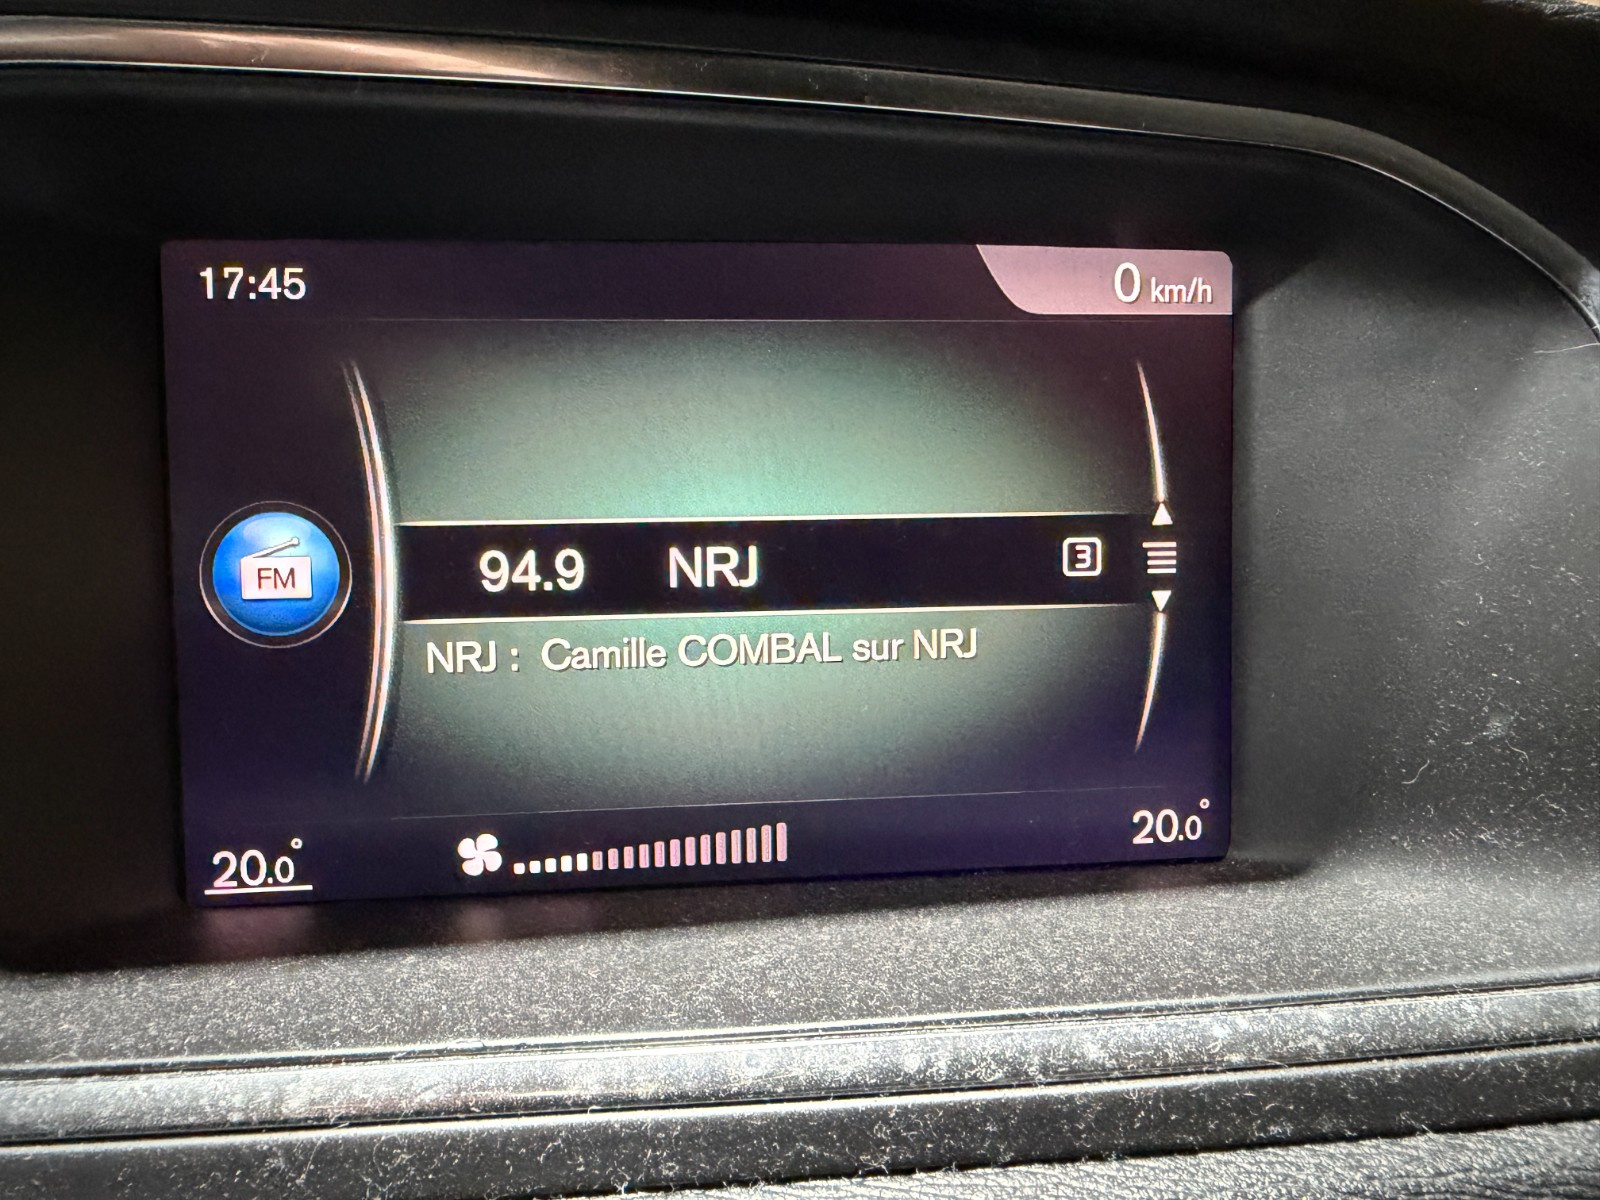 17:45
0 km/h
FM
94.9 NRJ 3
NRJ : Camille COMBAL sur NRJ
20.0°
20.0°